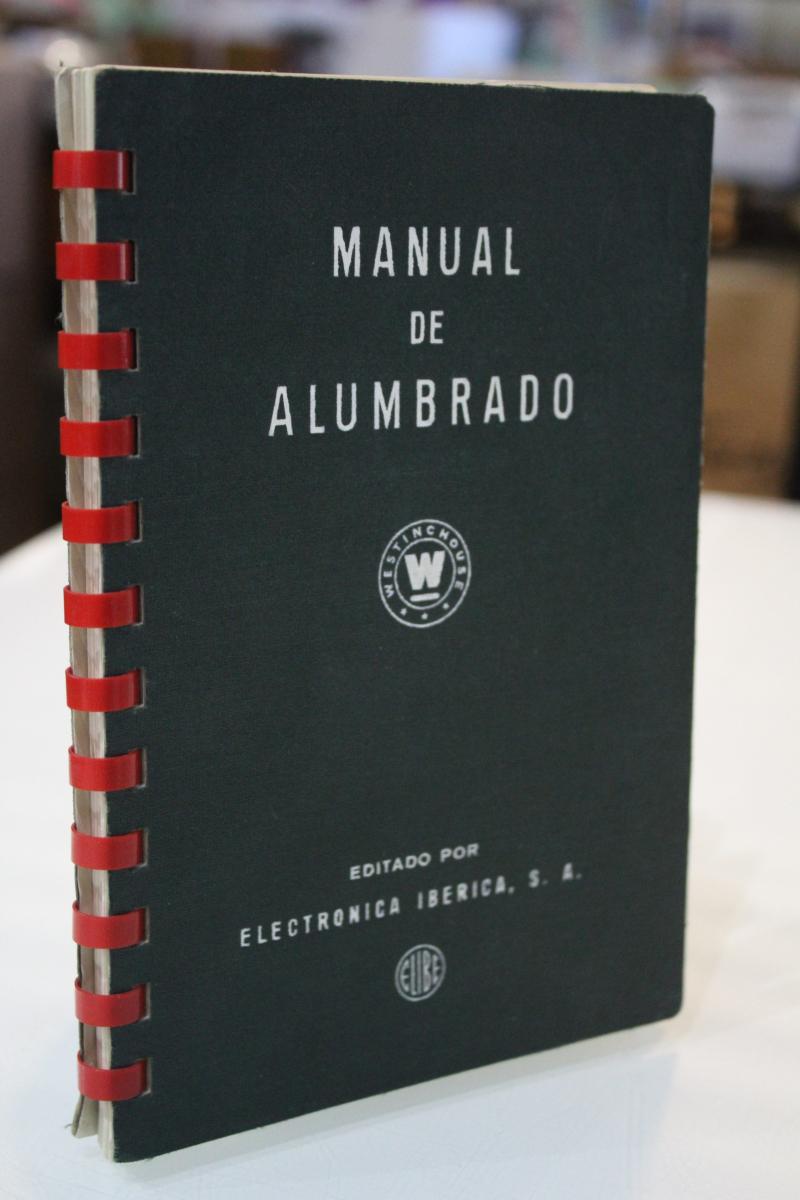 MANUAL
DE
ALUMBRADO
WESTINGHOUSE
W
EDITADO POR
ELECTRONICA IBERICA, S. A.
ELIBE